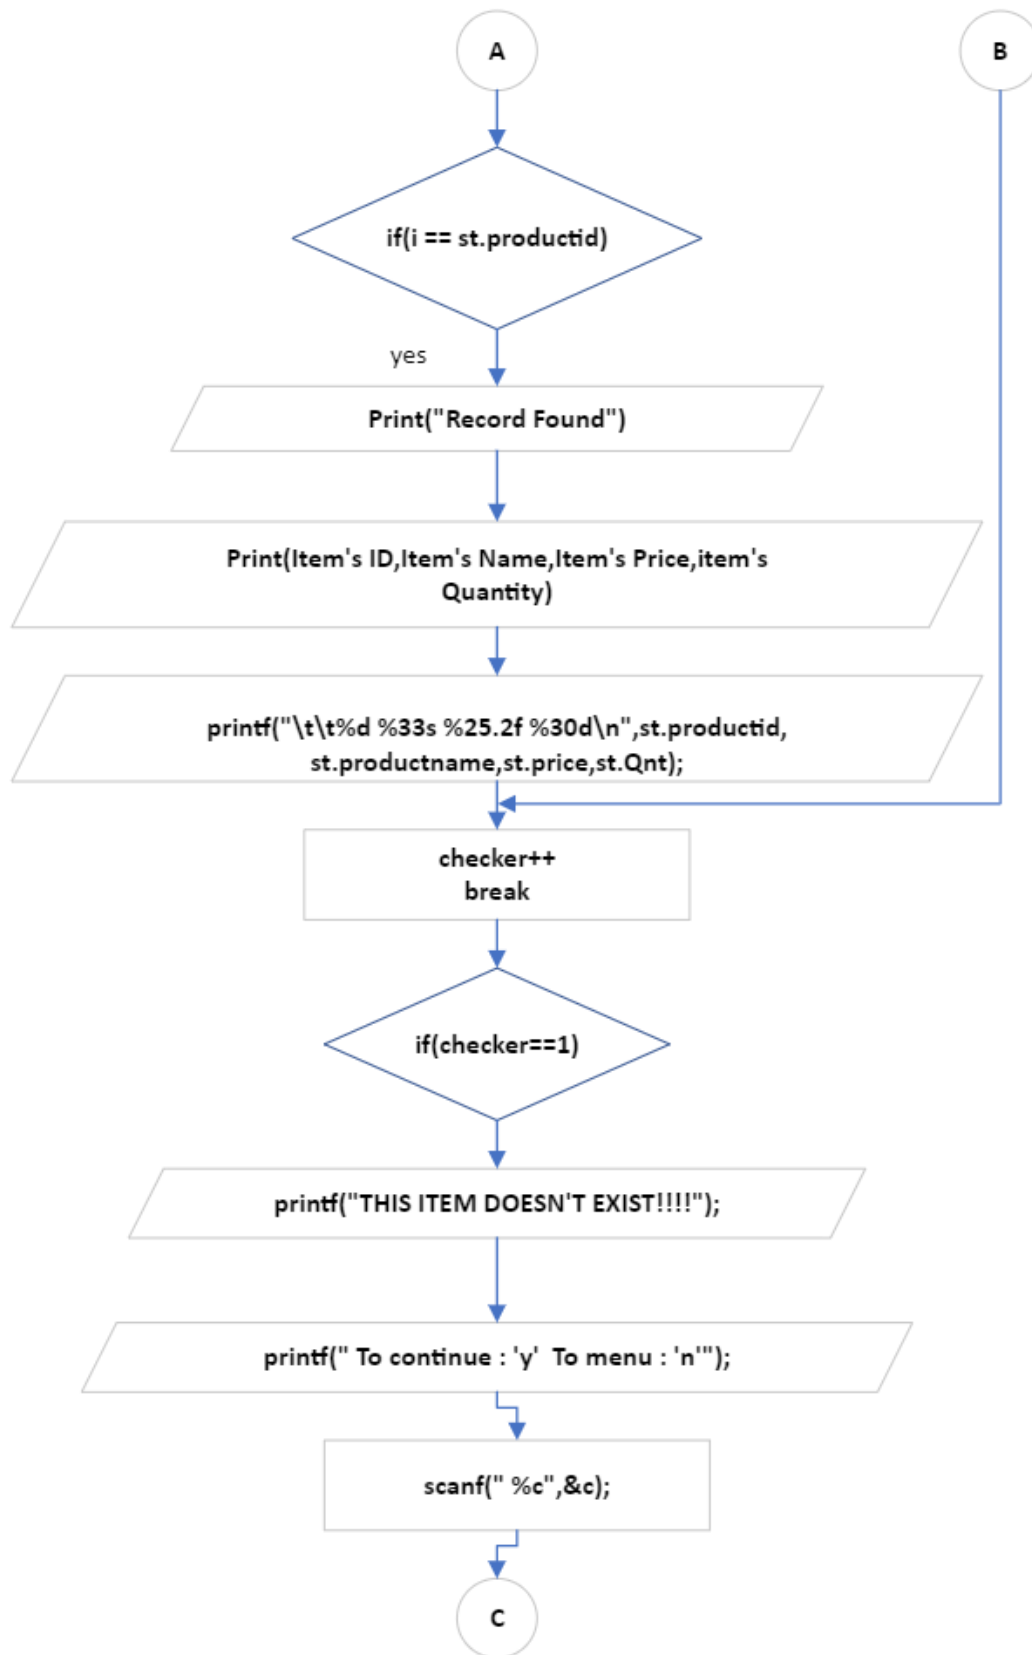 A
B
if(i == st.productid)
yes
Print("Record Found")
Print(Item's ID,Item's Name,Item's Price,item's
Quantity)
printf("\t\t%d %33s %25.2f %30d\n",st.productid,
st.productname,st.price,st.Qnt);
checker++
break
if(checker==1)
printf("THIS ITEM DOESN'T EXIST!!!!");
printf(" To continue : 'y'  To menu : 'n'");
scanf(" %c",&c);
C